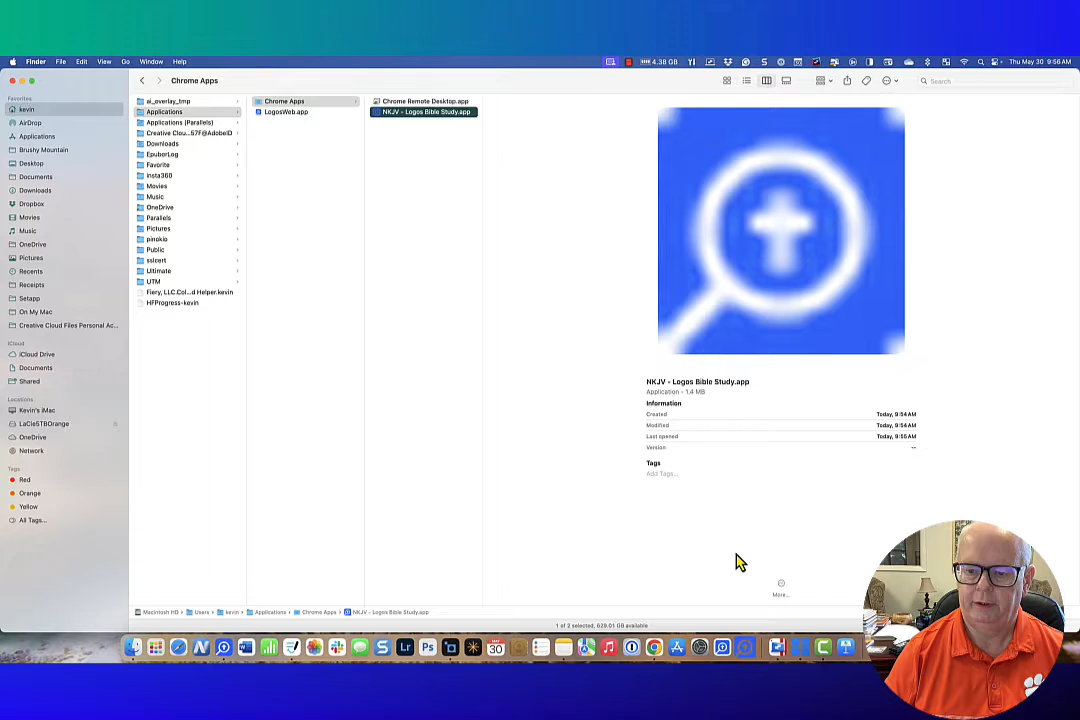 Finder File Edit View Go Window Help 4.38 GB Thu May 30 9:56 AM
Chrome Apps
Search
Favorites
kevin
AirDrop
Applications
Brushy Mountain
Desktop
Documents
Downloads
Dropbox
Movies
Music
OneDrive
Pictures
Recents
Receipts
Setapp
On My Mac
Creative Cloud Files Personal Ac...
iCloud
iCloud Drive
Documents
Shared
Locations
Kevin's iMac
LaCie5TBOrange
OneDrive
Network
Tags
Red
Orange
Yellow
All Tags...
ai_overlay_tmp
Applications
Applications (Parallels)
Creative Clou...57F@AdobeID
Downloads
EpuborLog
Favorite
insta360
Movies
Music
OneDrive
Parallels
Pictures
pinokio
Public
sslcert
Ultimate
UTM
Fiery, LLC.Col...d Helper.kevin
HFProgress-kevin
Chrome Apps
LogosWeb.app
Chrome Remote Desktop.app
NKJV - Logos Bible Study.app
NKJV - Logos Bible Study.app
Application - 1.4 MB
Information
Created Today, 9:54 AM
Modified Today, 9:54 AM
Last opened Today, 9:55 AM
Version --
Tags
Add Tags...
More...
Macintosh HD Users kevin Applications Chrome Apps NKJV - Logos Bible Study.app
1 of 2 selected, 629.01 GB available
Lr Ps 30